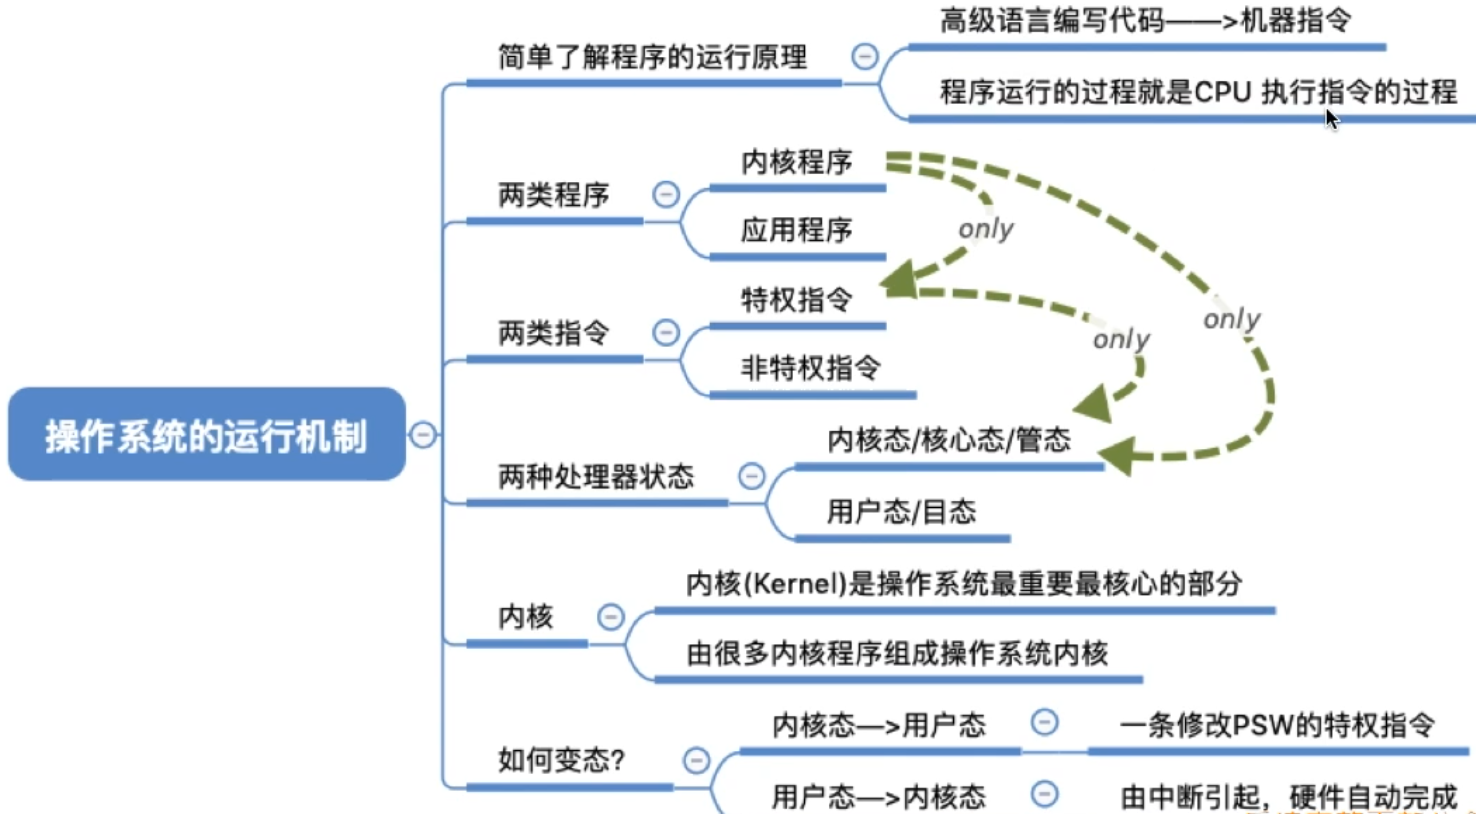 高级语言编写代码——>机器指令
简单了解程序的运行原理
程序运行的过程就是CPU 执行指令的过程
内核程序
两类程序
应用程序
only
特权指令
only
两类指令
only
非特权指令
操作系统的运行机制
内核态/核心态/管态
两种处理器状态
用户态/目态
内核(Kernel)是操作系统最重要最核心的部分
内核
由很多内核程序组成操作系统内核
内核态—>用户态
一条修改PSW的特权指令
如何变态?
用户态—>内核态
由中断引起，硬件自动完成